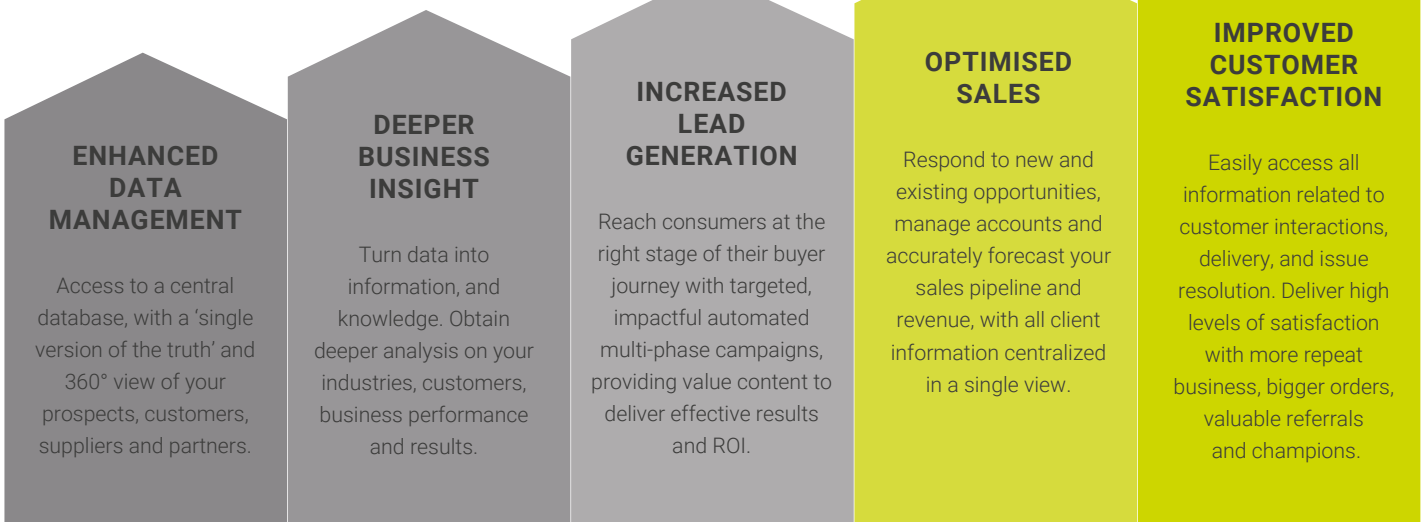 ENHANCED
DATA
MANAGEMENT
Access to a central
database, with a ‘single
version of the truth’ and
360° view of your
prospects, customers,
suppliers and partners.
DEEPER
BUSINESS
INSIGHT
Turn data into
information, and
knowledge. Obtain
deeper analysis on your
industries, customers,
business performance
and results.
INCREASED
LEAD
GENERATION
Reach consumers at the
right stage of their buyer
journey with targeted,
impactful automated
multi-phase campaigns,
providing value content to
deliver effective results
and ROI.
OPTIMISED
SALES
Respond to new and
existing opportunities,
manage accounts and
accurately forecast your
sales pipeline and
revenue, with all client
information centralized
in a single view.
IMPROVED
CUSTOMER
SATISFACTION
Easily access all
information related to
customer interactions,
delivery, and issue
resolution. Deliver high
levels of satisfaction
with more repeat
business, bigger orders,
valuable referrals
and champions.